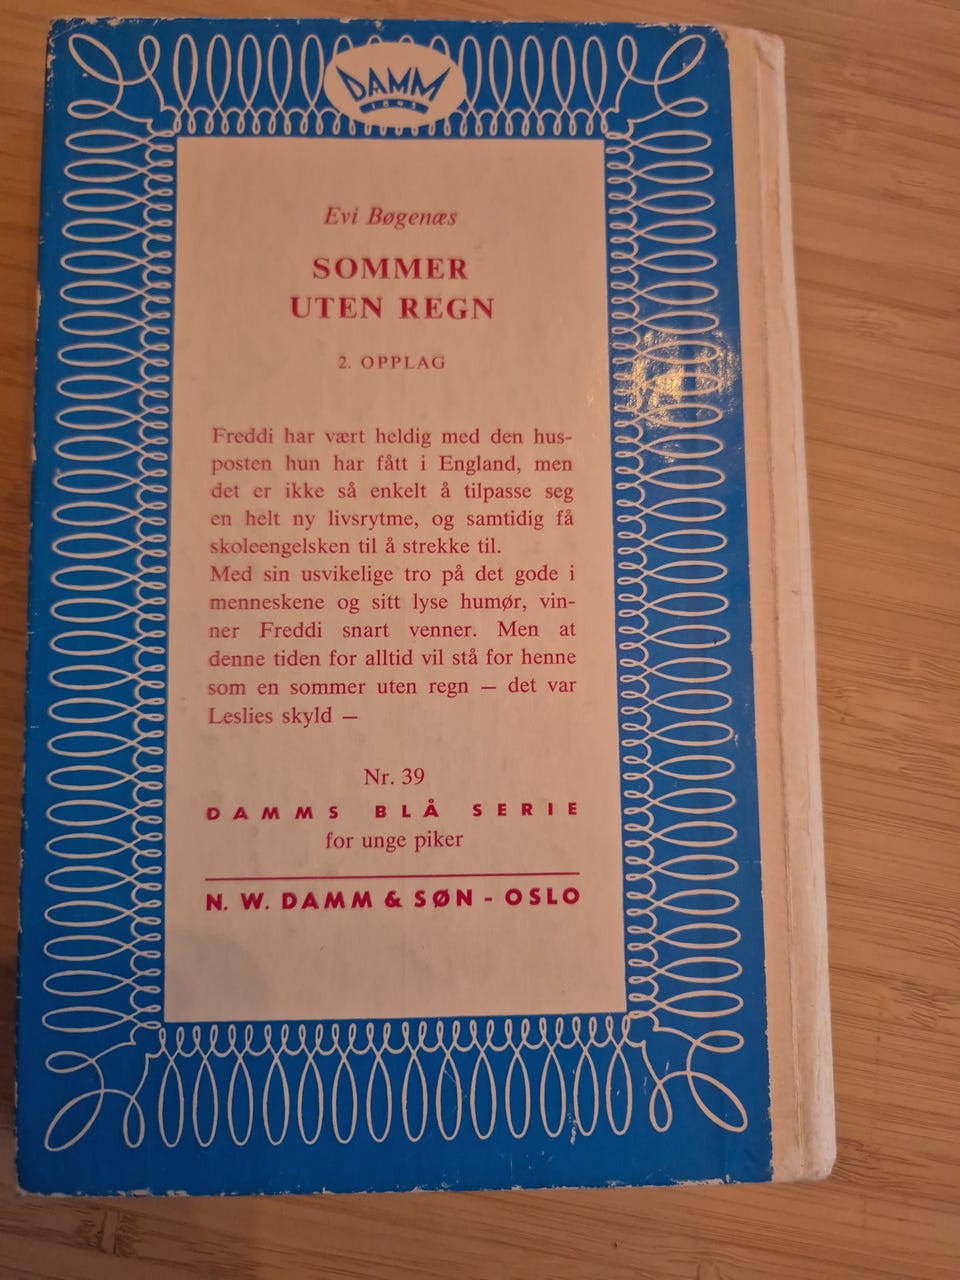 DAMM
1843
Evi Bøgenæs
SOMMER
UTEN REGN
2. OPPLAG
Freddi har vært heldig med den hus-
posten hun har fått i England, men
det er ikke så enkelt å tilpasse seg
en helt ny livsrytme, og samtidig få
skoleengelsken til å strekke til.
Med sin usvikelige tro på det gode i
menneskene og sitt lyse humør, vin-
ner Freddi snart venner. Men at
denne tiden for alltid vil stå for henne
som en sommer uten regn — det var
Leslies skyld —
Nr. 39
DAMMS BLÅ SERIE
for unge piker
N. W. DAMM & SØN - OSLO